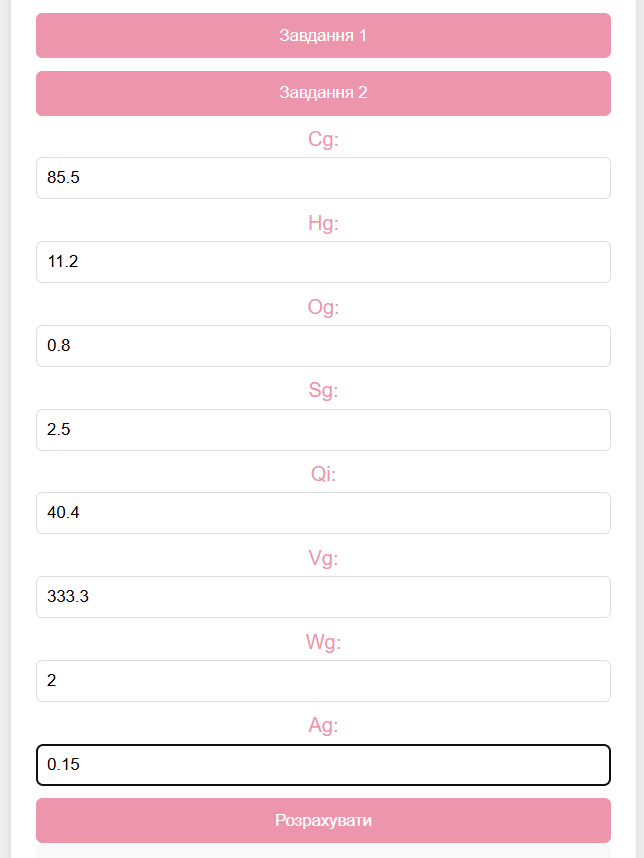 Завдання 1
Завдання 2
Cg:
85.5
Hg:
11.2
Og:
0.8
Sg:
2.5
Qi:
40.4
Vg:
333.3
Wg:
2
Ag:
0.15
Розрахувати